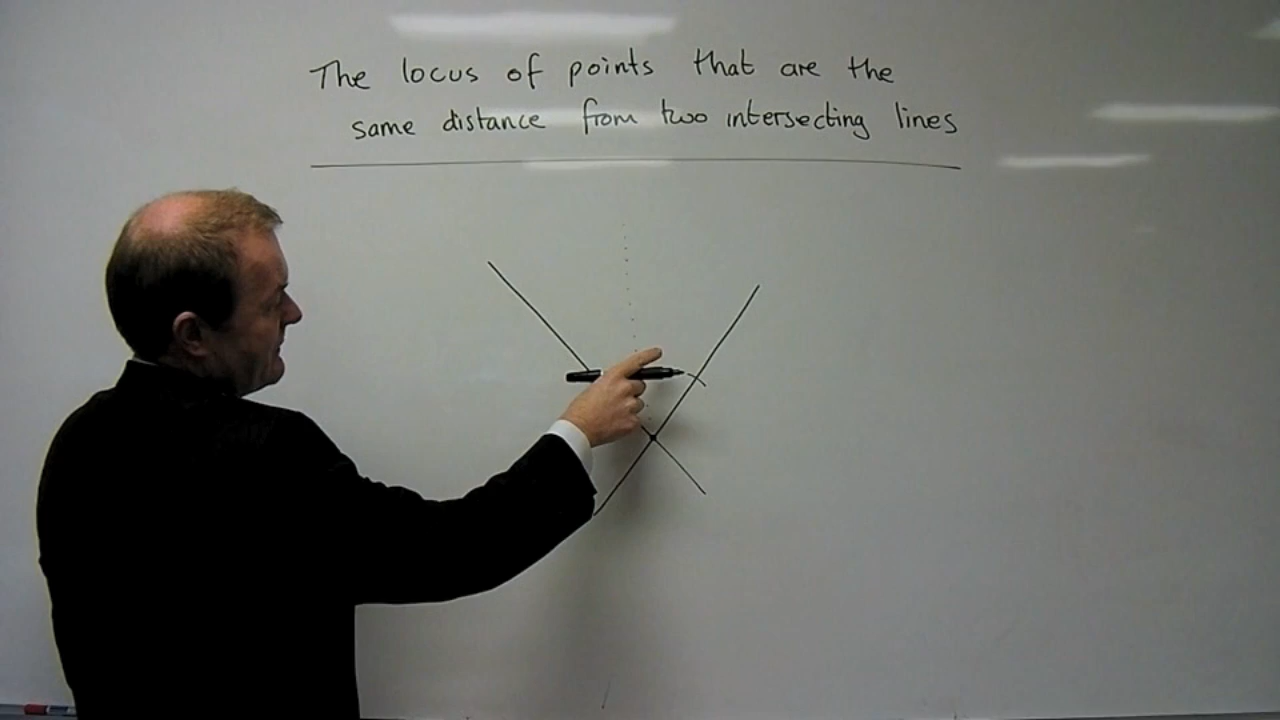 The locus of points that are the
same distance from two intersecting lines